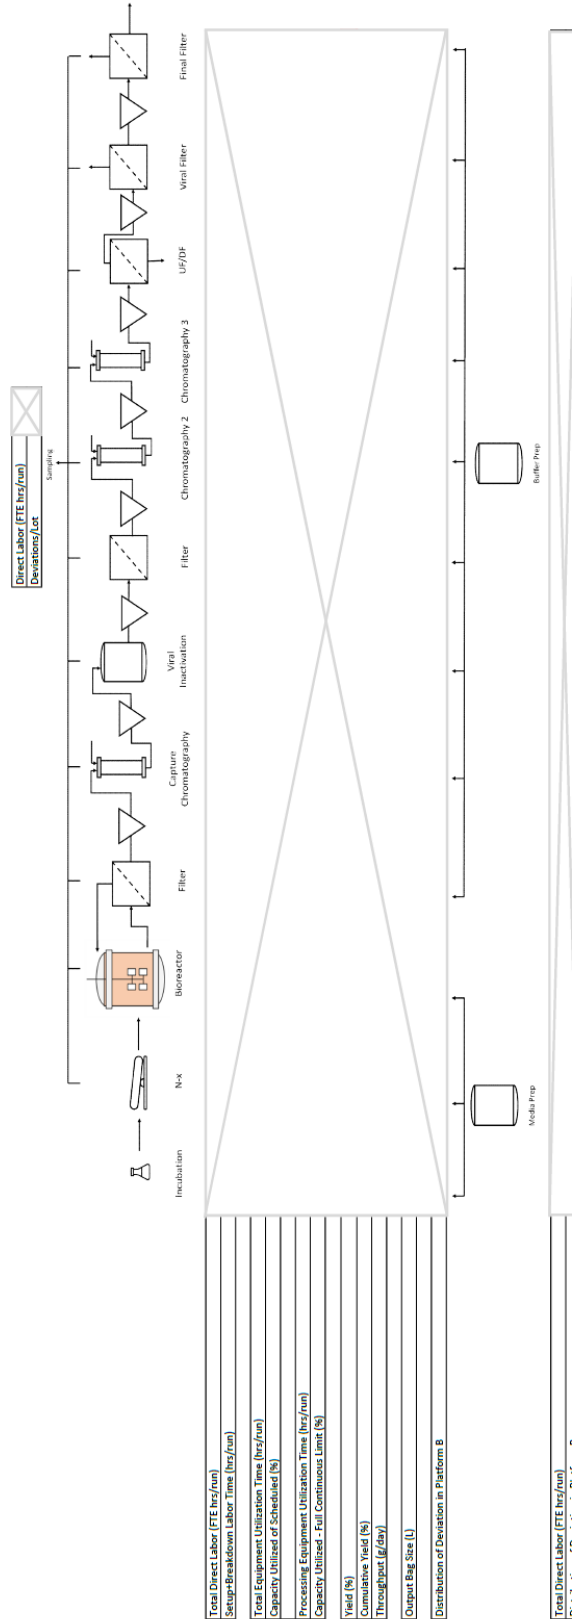 Direct Labor (FTE hrs/run)
Deviations/Lot
Sampling
Incubation
N-x
Bioreactor
Filter
Capture
Chromatography
Viral
Inactivation
Filter
Chromatography 2
Chromatography 3
UF/DF
Viral Filter
Final Filter
Total Direct Labor (FTE hrs/run)
Setup+Breakdown Labor Time (hrs/run)
Total Equipment Utilization Time (hrs/run)
Capacity Utilized of Scheduled (%)
Processing Equipment Utilization Time (hrs/run)
Capacity Utilized - Full Continuous Limit (%)
Yield (%)
Cumulative Yield (%)
Throughput (g/day)
Output Bag Size (L)
Distribution of Deviation in Platform B
Media Prep
Buffer Prep
Total Direct Labor (FTE hrs/run)